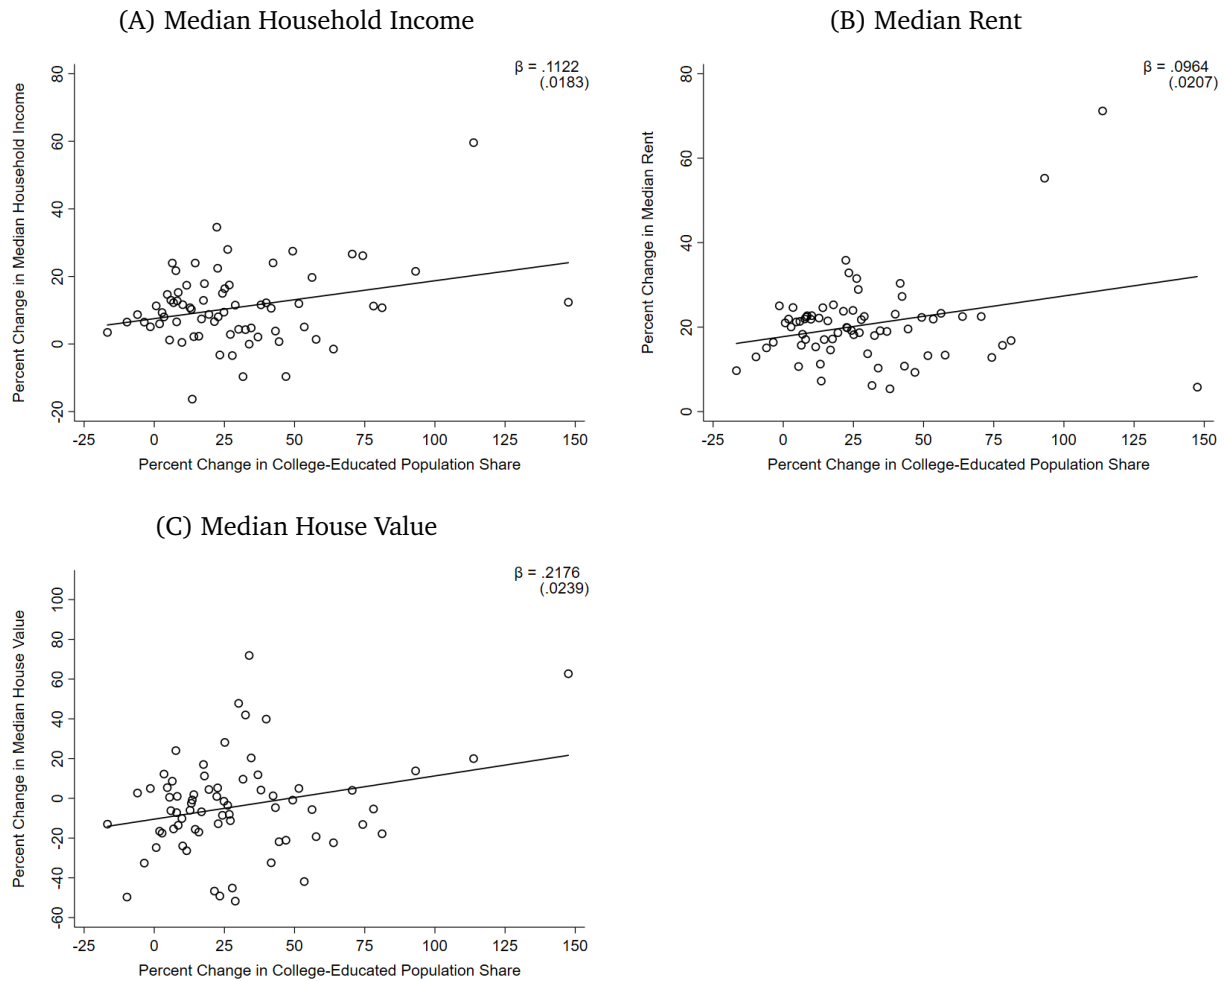 (A) Median Household Income
β = .1122
(.0183)
Percent Change in Median Household Income
80
60
40
20
0
-20
-25 0 25 50 75 100 125 150
Percent Change in College-Educated Population Share
(B) Median Rent
β = .0964
(.0207)
Percent Change in Median Rent
80
60
40
20
0
-25 0 25 50 75 100 125 150
Percent Change in College-Educated Population Share
(C) Median House Value
β = .2176
(.0239)
Percent Change in Median House Value
100
80
60
40
20
0
-20
-40
-60
-25 0 25 50 75 100 125 150
Percent Change in College-Educated Population Share